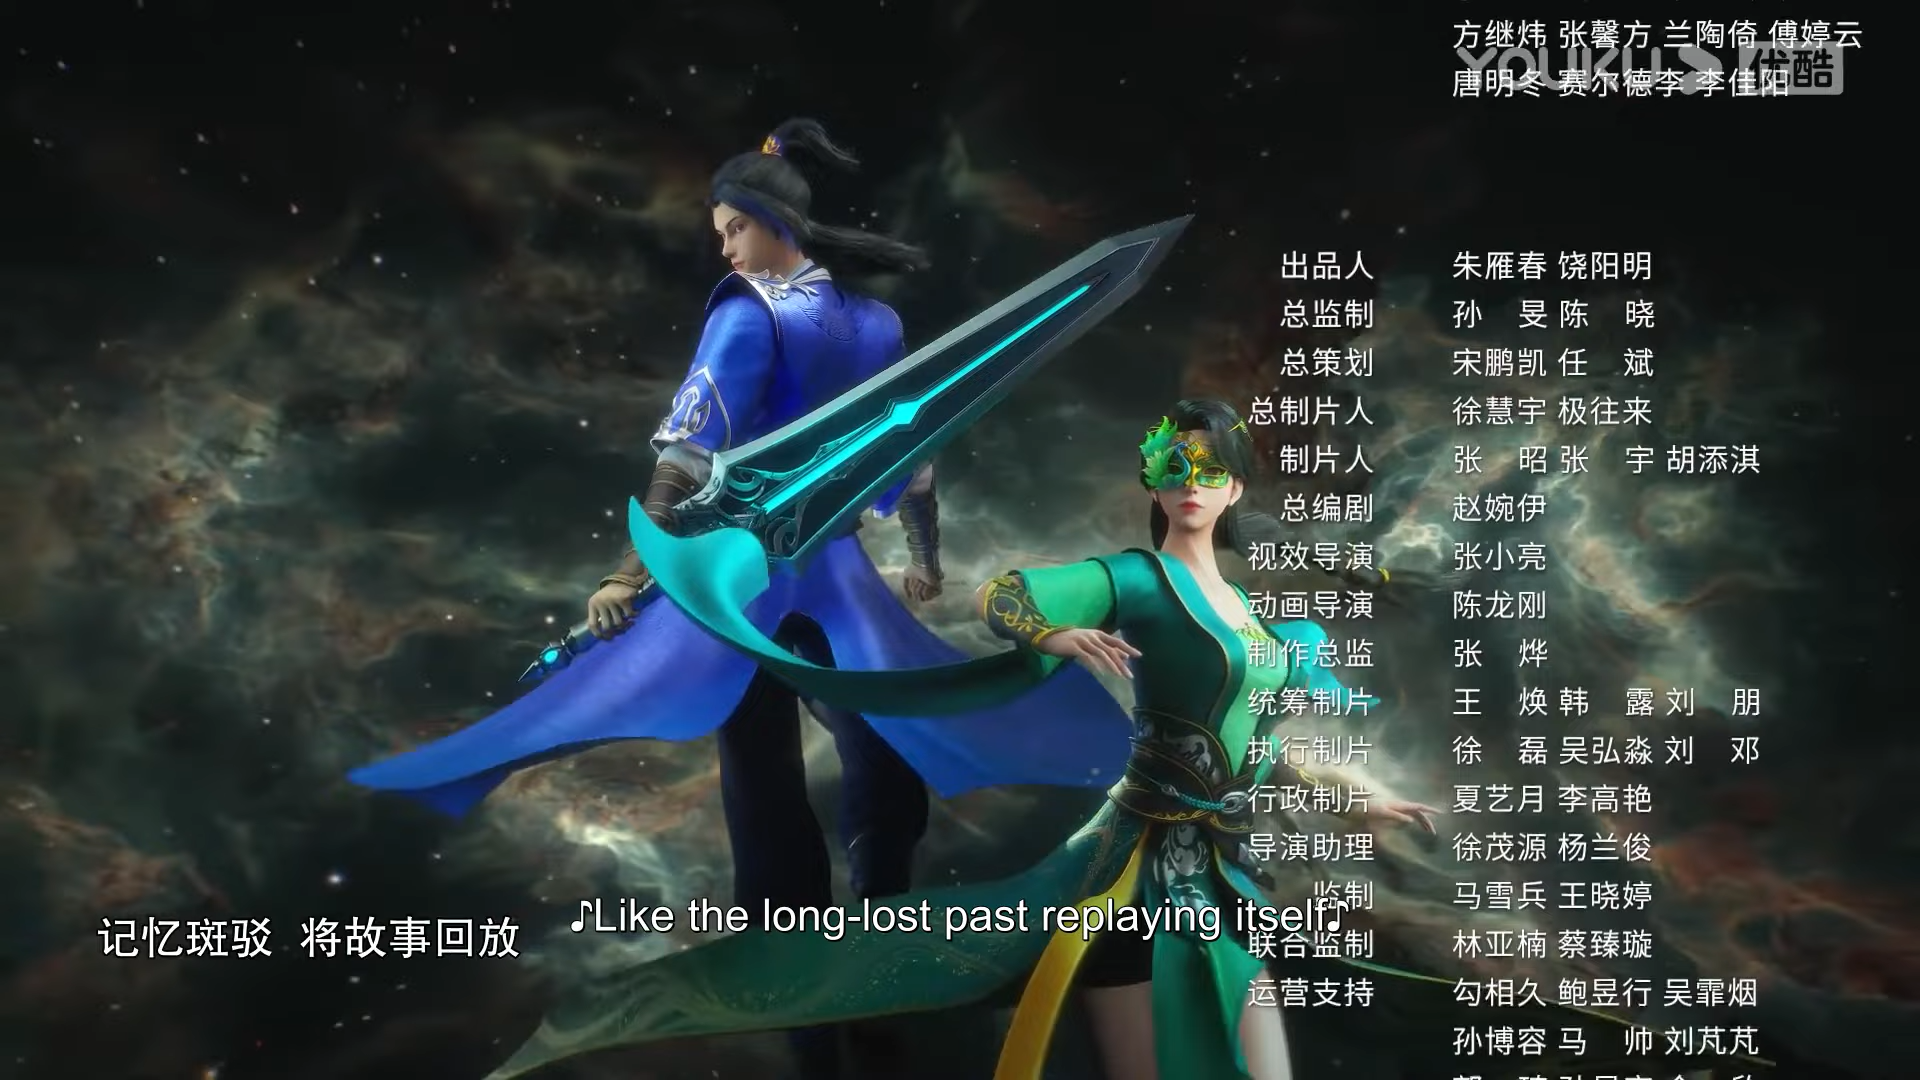 方继炜 张馨方 兰陶倚 傅婷云
YOUKU 优酷
唐明冬 赛尔德李 李佳阳
出品人 朱雁春 饶阳明
总监制 孙 旻 陈 晓
总策划 宋鹏凯 任 斌
总制片人 徐慧宇 极往来
制片人 张 昭 张 宇 胡添淇
总编剧 赵婉伊
视效导演 张小亮
动画导演 陈龙刚
制作总监 张 烨
统筹制片 王 焕 韩 露 刘 朋
执行制片 徐 磊 吴弘淼 刘 邓
行政制片 夏艺月 李高艳
导演助理 徐茂源 杨兰俊
监制 马雪兵 王晓婷
♪Like the long-lost past replaying itself♪
记忆斑驳 将故事回放
联合监制 林亚楠 蔡臻璇
运营支持 勾相久 鲍昱行 吴霏烟
孙博容 马 帅 刘芃芃